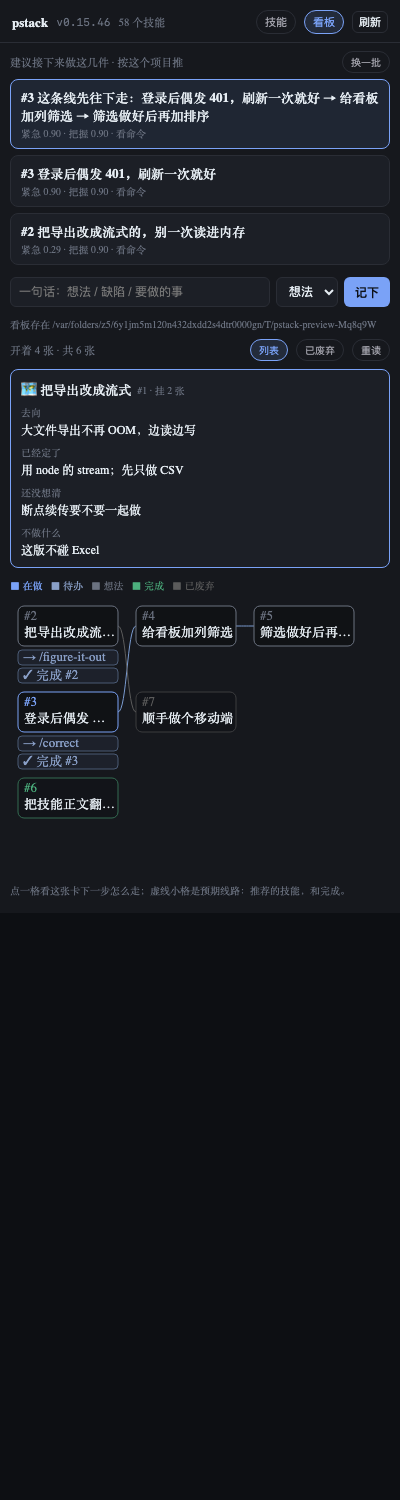 pstack v0.15.46 58 个技能 技能 看板 刷新
建议接下来做这几件 · 按这个项目推 换一批
#3 这条线先往下走：登录后偶发 401，刷新一次就好 → 给看板
加列筛选 → 筛选做好后再加排序
紧急 0.90 · 把握 0.90 · 看命令
#3 登录后偶发 401，刷新一次就好
紧急 0.90 · 把握 0.90 · 看命令
#2 把导出改成流式的，别一次读进内存
紧急 0.29 · 把握 0.90 · 看命令
一句话：想法 / 缺陷 / 要做的事 想法 记下
看板存在 /var/folders/z5/6y1jm5m120n432dxdd2s4dtr0000gn/T/pstack-preview-Mq8q9W
开着 4 张 · 共 6 张 列表 已废弃 重读
把导出改成流式 #1 · 挂 2 张
去向
大文件导出不再 OOM，边读边写
已经定了
用 node 的 stream；先只做 CSV
还没想清
断点续传要不要一起做
不做什么
这版不碰 Excel
在做 待办 想法 完成 已废弃
#2 #4 #5
把导出改成流… 给看板加列筛选 筛选做好后再…
→ /figure-it-out
✓ 完成 #2
#3 #7
登录后偶发 … 顺手做个移动端
→ /correct
✓ 完成 #3
#6
把技能正文翻…
点一格看这张卡下一步怎么走；虚线小格是预期线路：推荐的技能、和完成。